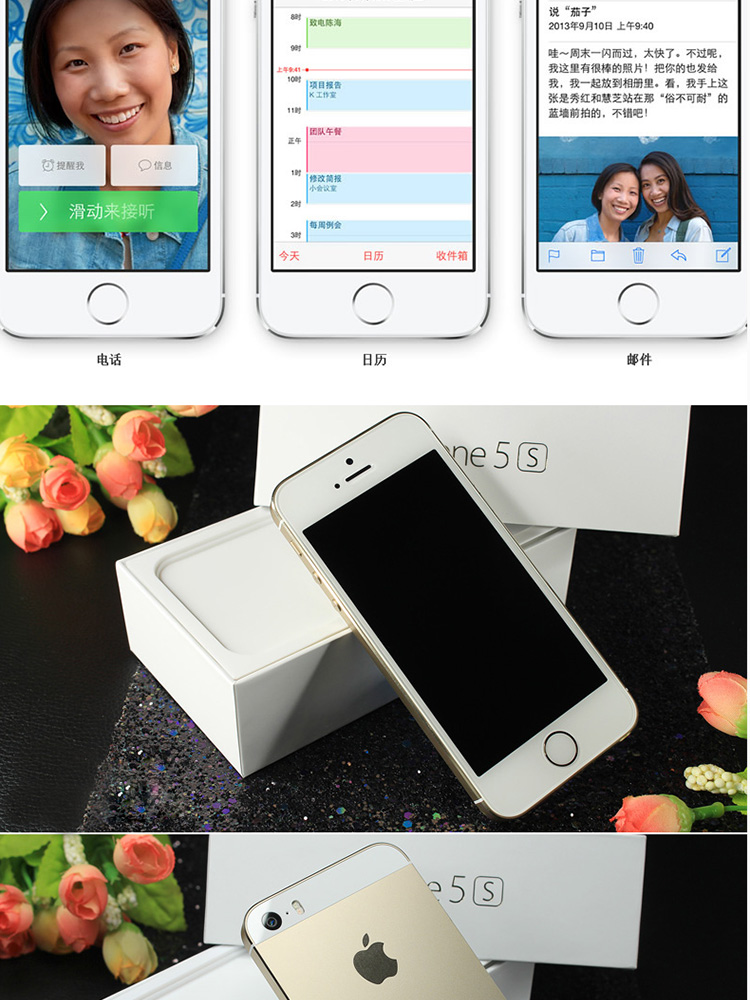 提醒我
信息
滑动来接听
8时
致电陈海
9时
上午9:41
10时
项目报告
K 工作室
11时
正午
团队午餐
1时
修改简报
小会议室
2时
每周例会
3时
今天
日历
收件箱
说“茄子”
2013年9月10日 上午9:40
哇~周末一闪而过，太快了。不过呢，
我这里有很棒的照片！把你的也发给
我，我一起放到相册里。看，我手上这
张是秀红和慧芝站在那“俗不可耐”的
蓝墙前拍的，不错吧！
电话
日历
邮件
ne 5 S
e 5 S